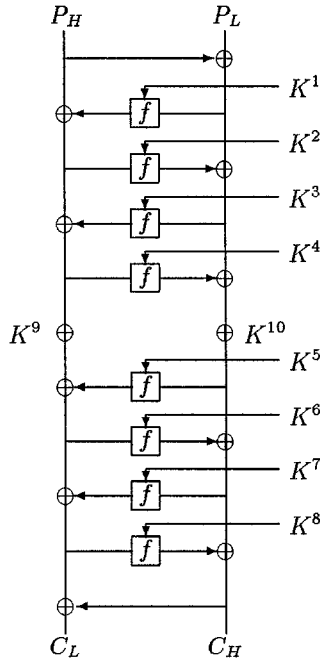 P_H P_L
K^1
f
K^2
f
K^3
f
K^4
f
K^9 K^10
K^5
f
K^6
f
K^7
f
K^8
f
C_L C_H